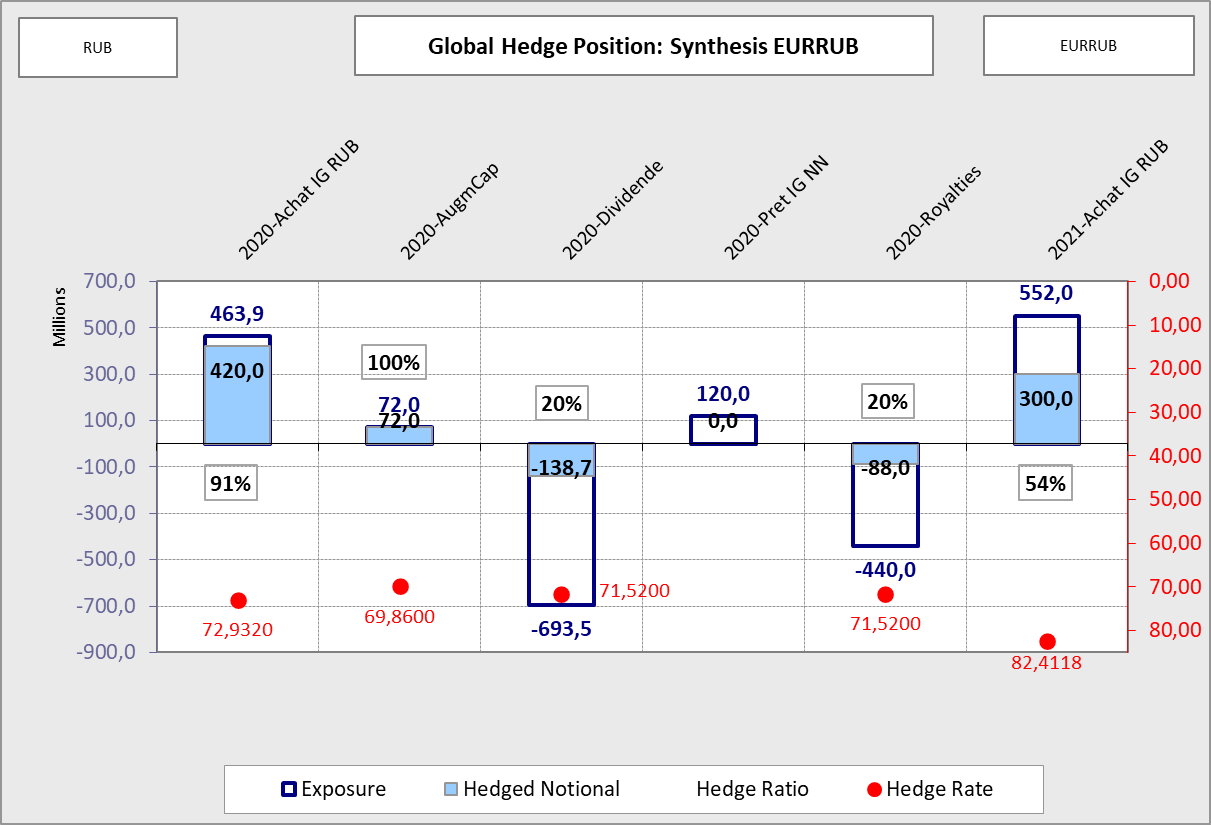 RUB
Global Hedge Position: Synthesis EURRUB
EURRUB
2020-Achat IG RUB
2020-AugmCap
2020-Dividende
2020-Pret IG NN
2020-Royalties
2021-Achat IG RUB
Millions
700,0
500,0
300,0
100,0
-100,0
-300,0
-500,0
-700,0
-900,0
0,00
10,00
20,00
30,00
40,00
50,00
60,00
70,00
80,00
463,9
420,0
91%
72,9320
100%
72,0
72,0
69,8600
20%
-138,7
71,5200
-693,5
120,0
0,0
20%
-88,0
-440,0
71,5200
552,0
300,0
54%
82,4118
Exposure
Hedged Notional
Hedge Ratio
Hedge Rate